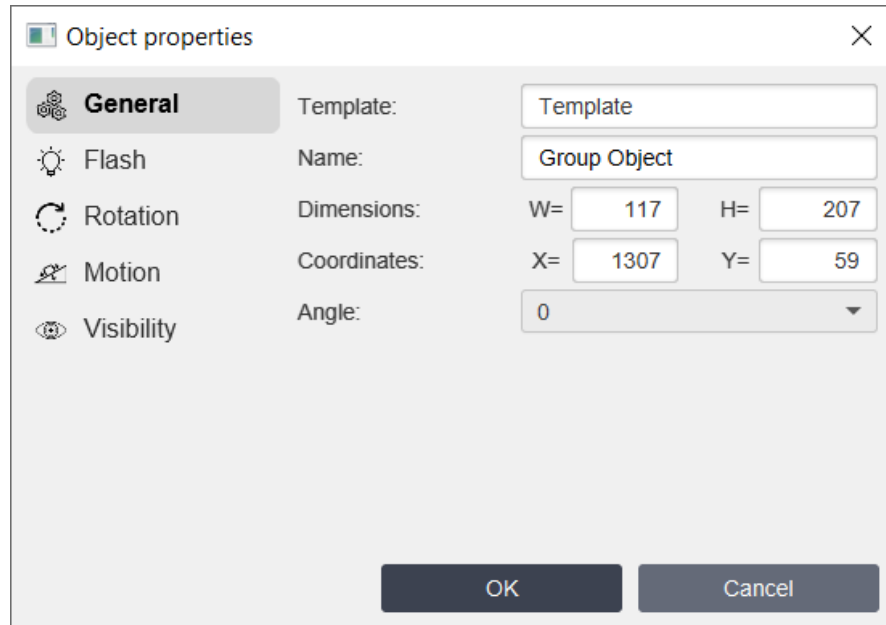 Object properties
General
Flash
Rotation
Motion
Visibility
Template: Template
Name: Group Object
Dimensions: W= 117 H= 207
Coordinates: X= 1307 Y= 59
Angle: 0
OK Cancel